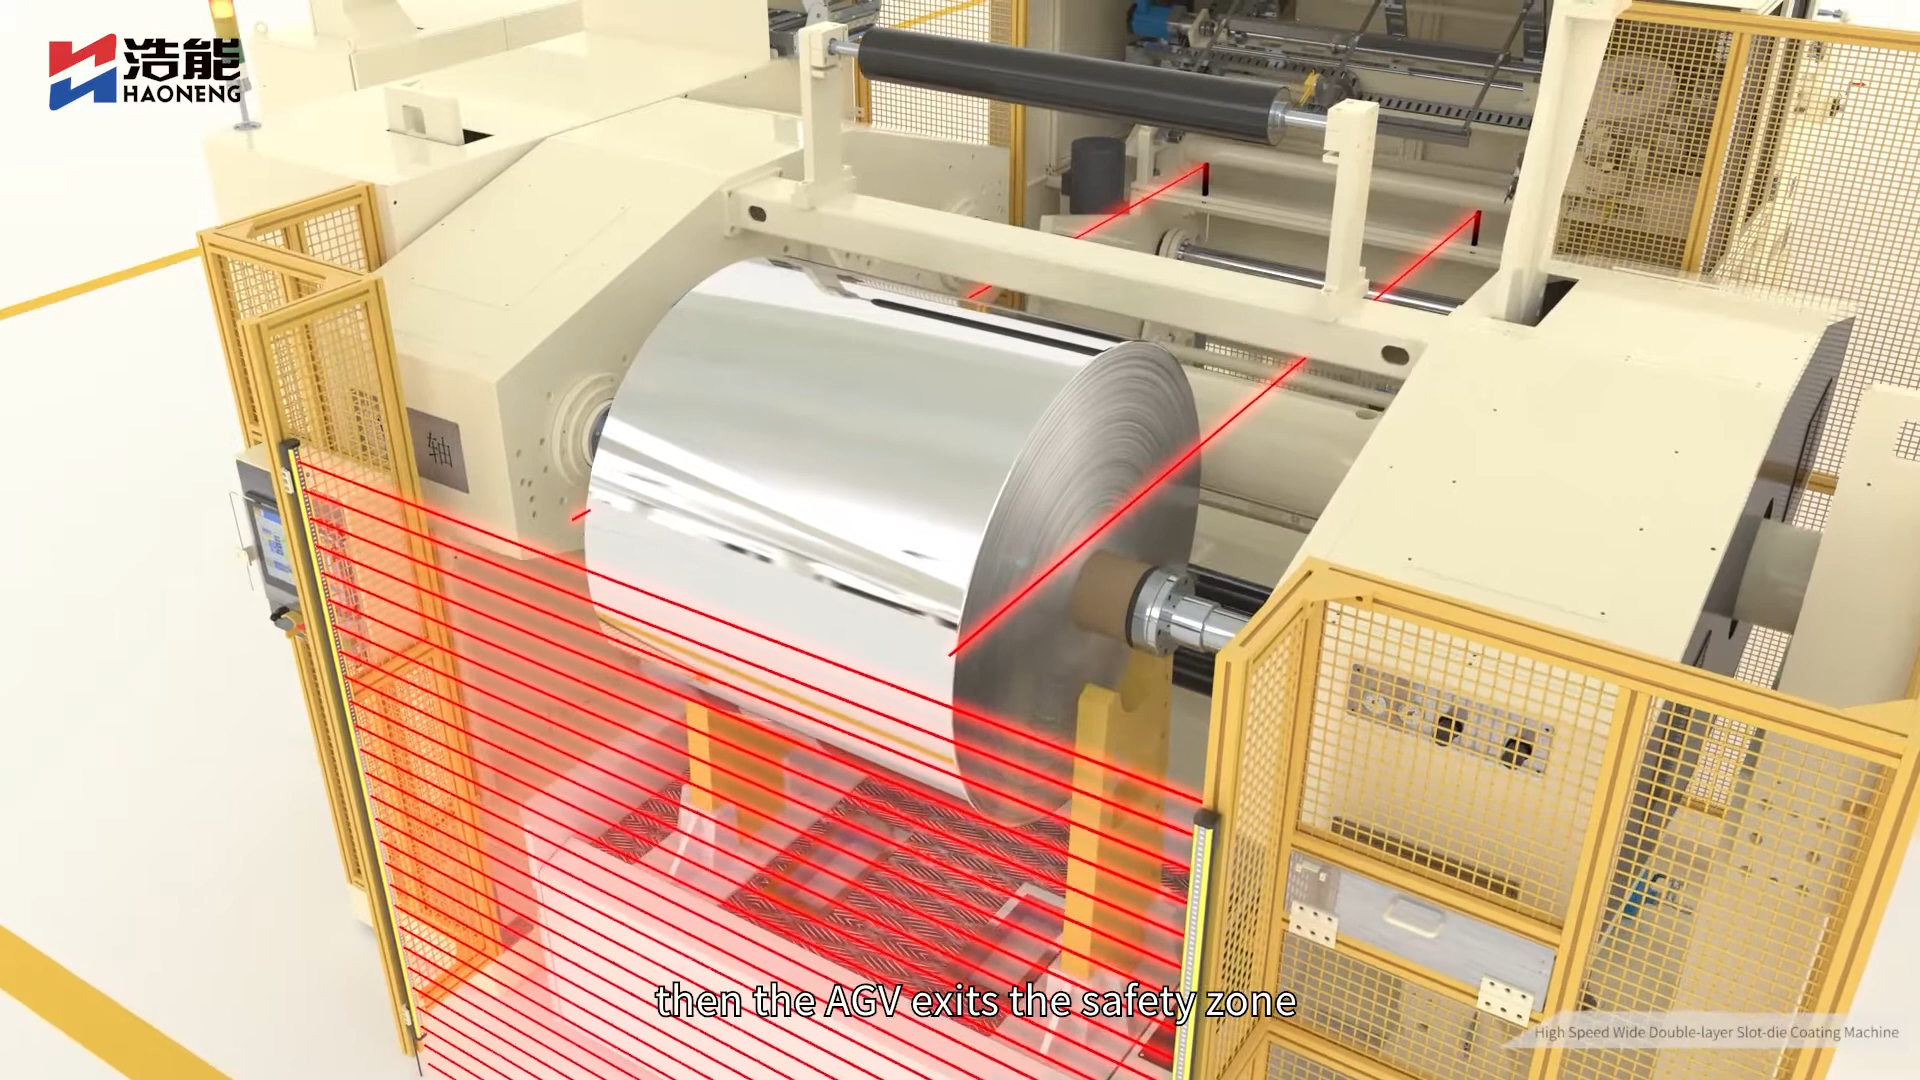 浩能
HAONENG
轴
then the AGV exits the safety zone
High Speed Wide Double-layer Slot-die Coating Machine